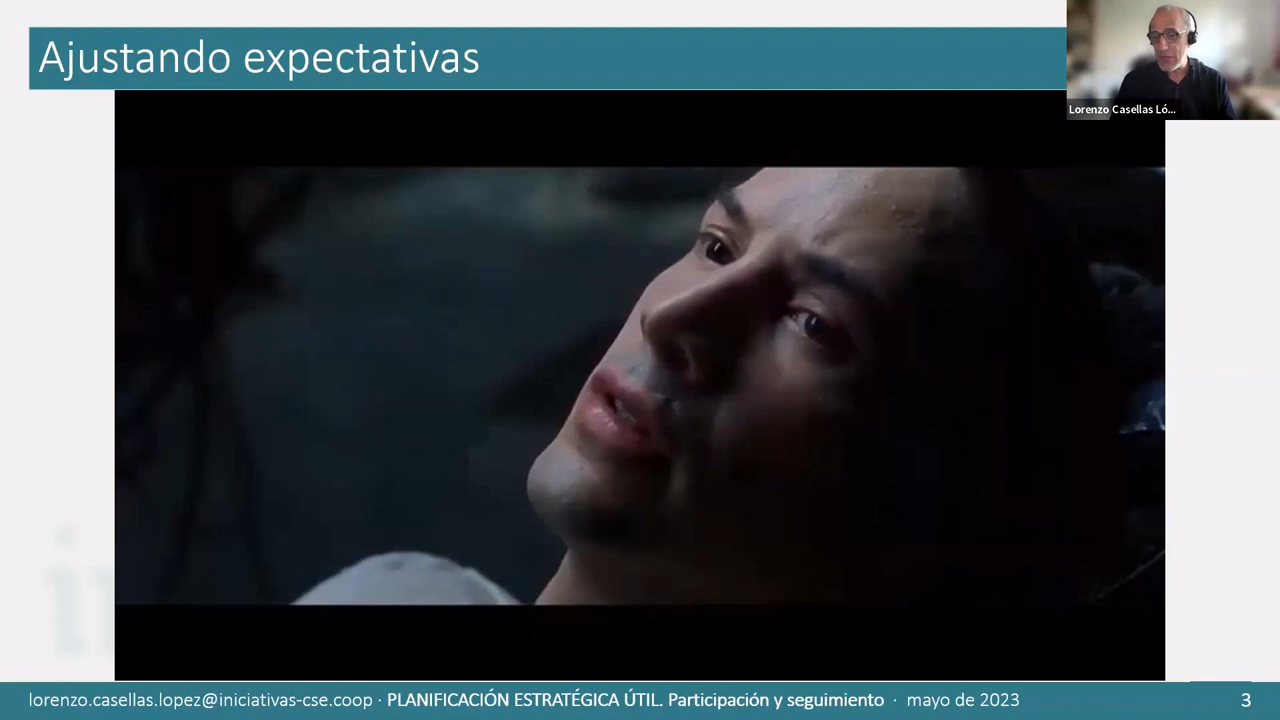 Ajustando expectativas
Lorenzo Casellas Ló...
lorenzo.casellas.lopez@iniciativas-cse.coop · PLANIFICACIÓN ESTRATÉGICA ÚTIL. Participación y seguimiento · mayo de 2023
3